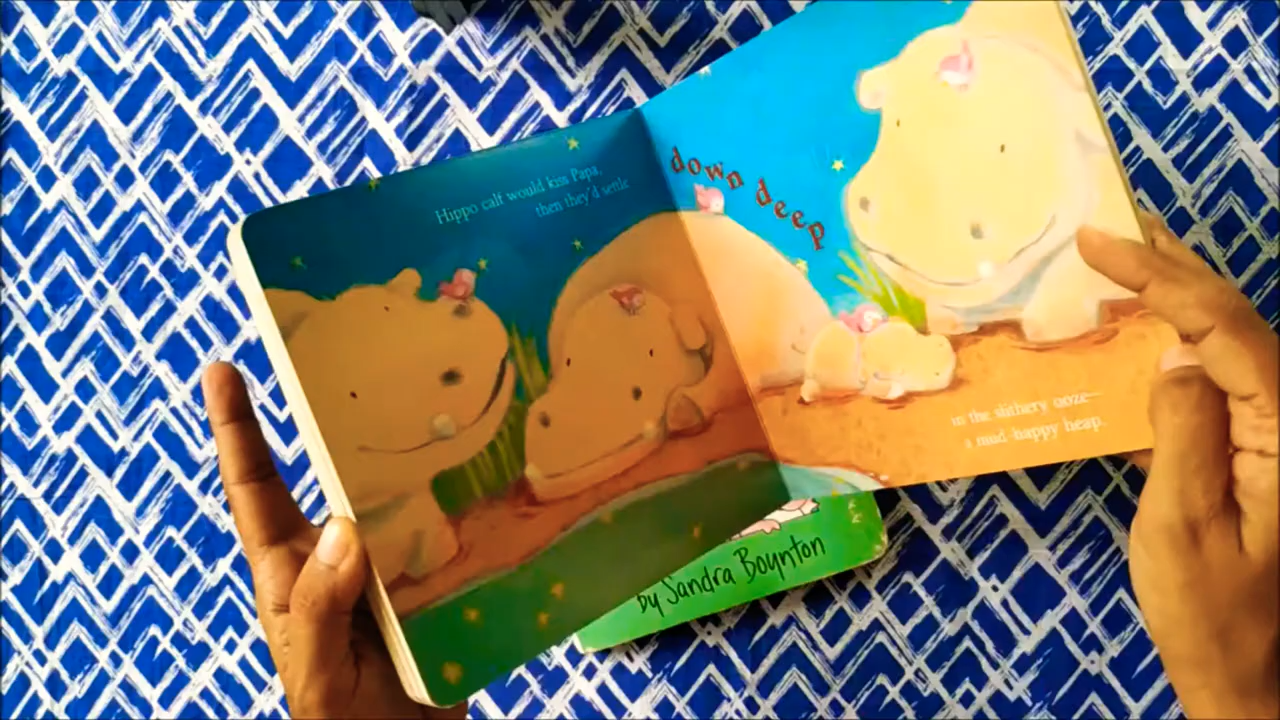 Hippo calf would kiss Papa,
then they'd settle
down deep
in the slithery ooze—
a mud-happy heap.
by Sandra Boynton